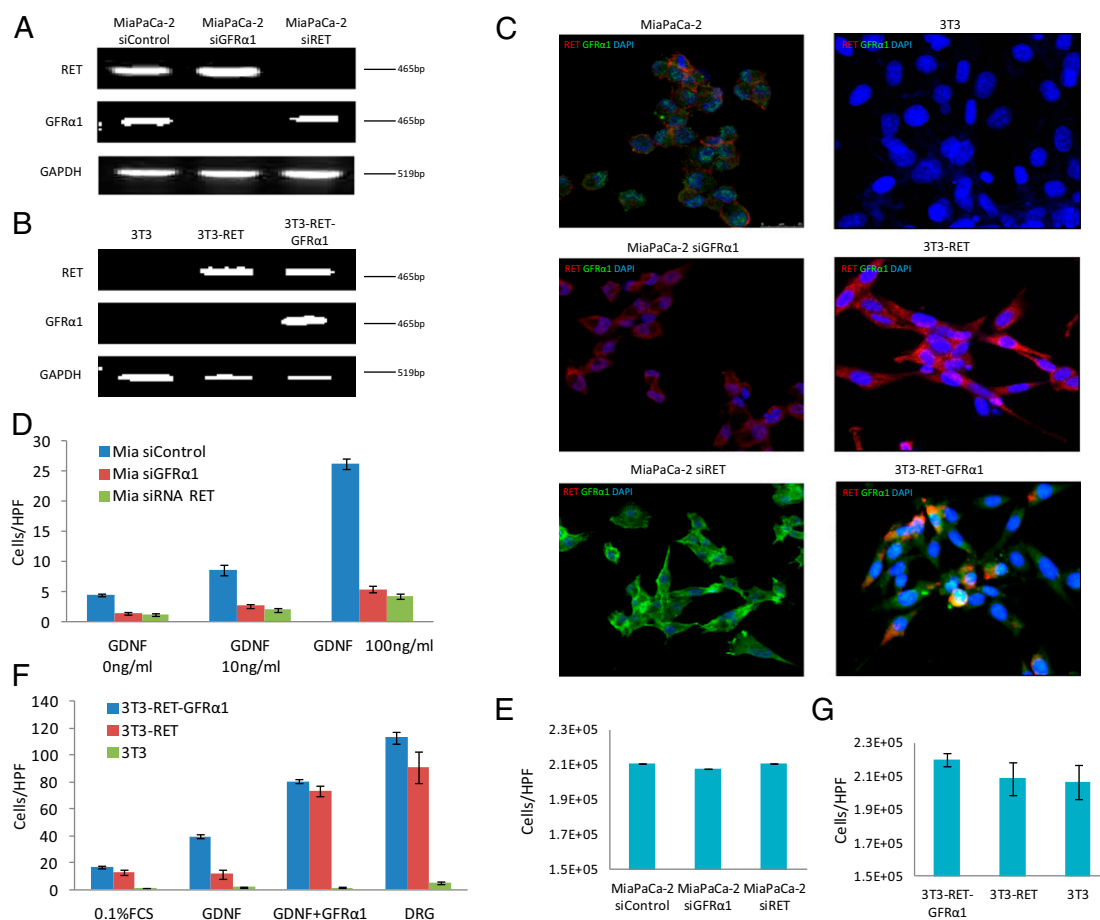 A
MiaPaCa-2 siControl
MiaPaCa-2 siGFRα1
MiaPaCa-2 siRET
RET
465bp
GFRα1
465bp
GAPDH
519bp
B
3T3
3T3-RET
3T3-RET-GFRα1
RET
465bp
GFRα1
465bp
GAPDH
519bp
C
MiaPaCa-2
RET GFRα1 DAPI
3T3
RET GFRα1 DAPI
MiaPaCa-2 siGFRα1
RET GFRα1 DAPI
3T3-RET
RET GFRα1 DAPI
MiaPaCa-2 siRET
RET GFRα1 DAPI
3T3-RET-GFRα1
RET GFRα1 DAPI
D
30
25
20
15
10
5
0
Cells/HPF
Mia siControl
Mia siGFRα1
Mia siRNA RET
GDNF 0ng/ml
GDNF 10ng/ml
GDNF 100ng/ml
F
140
120
100
80
60
40
20
0
Cells/HPF
3T3-RET-GFRα1
3T3-RET
3T3
0.1%FCS
GDNF
GDNF+GFRα1
DRG
E
2.3E+05
2.1E+05
1.9E+05
1.7E+05
1.5E+05
Cells/HPF
MiaPaCa-2 siControl
MiaPaCa-2 siGFRα1
MiaPaCa-2 siRET
G
2.3E+05
2.1E+05
1.9E+05
1.7E+05
1.5E+05
Cells/HPF
3T3-RET-GFRα1
3T3-RET
3T3